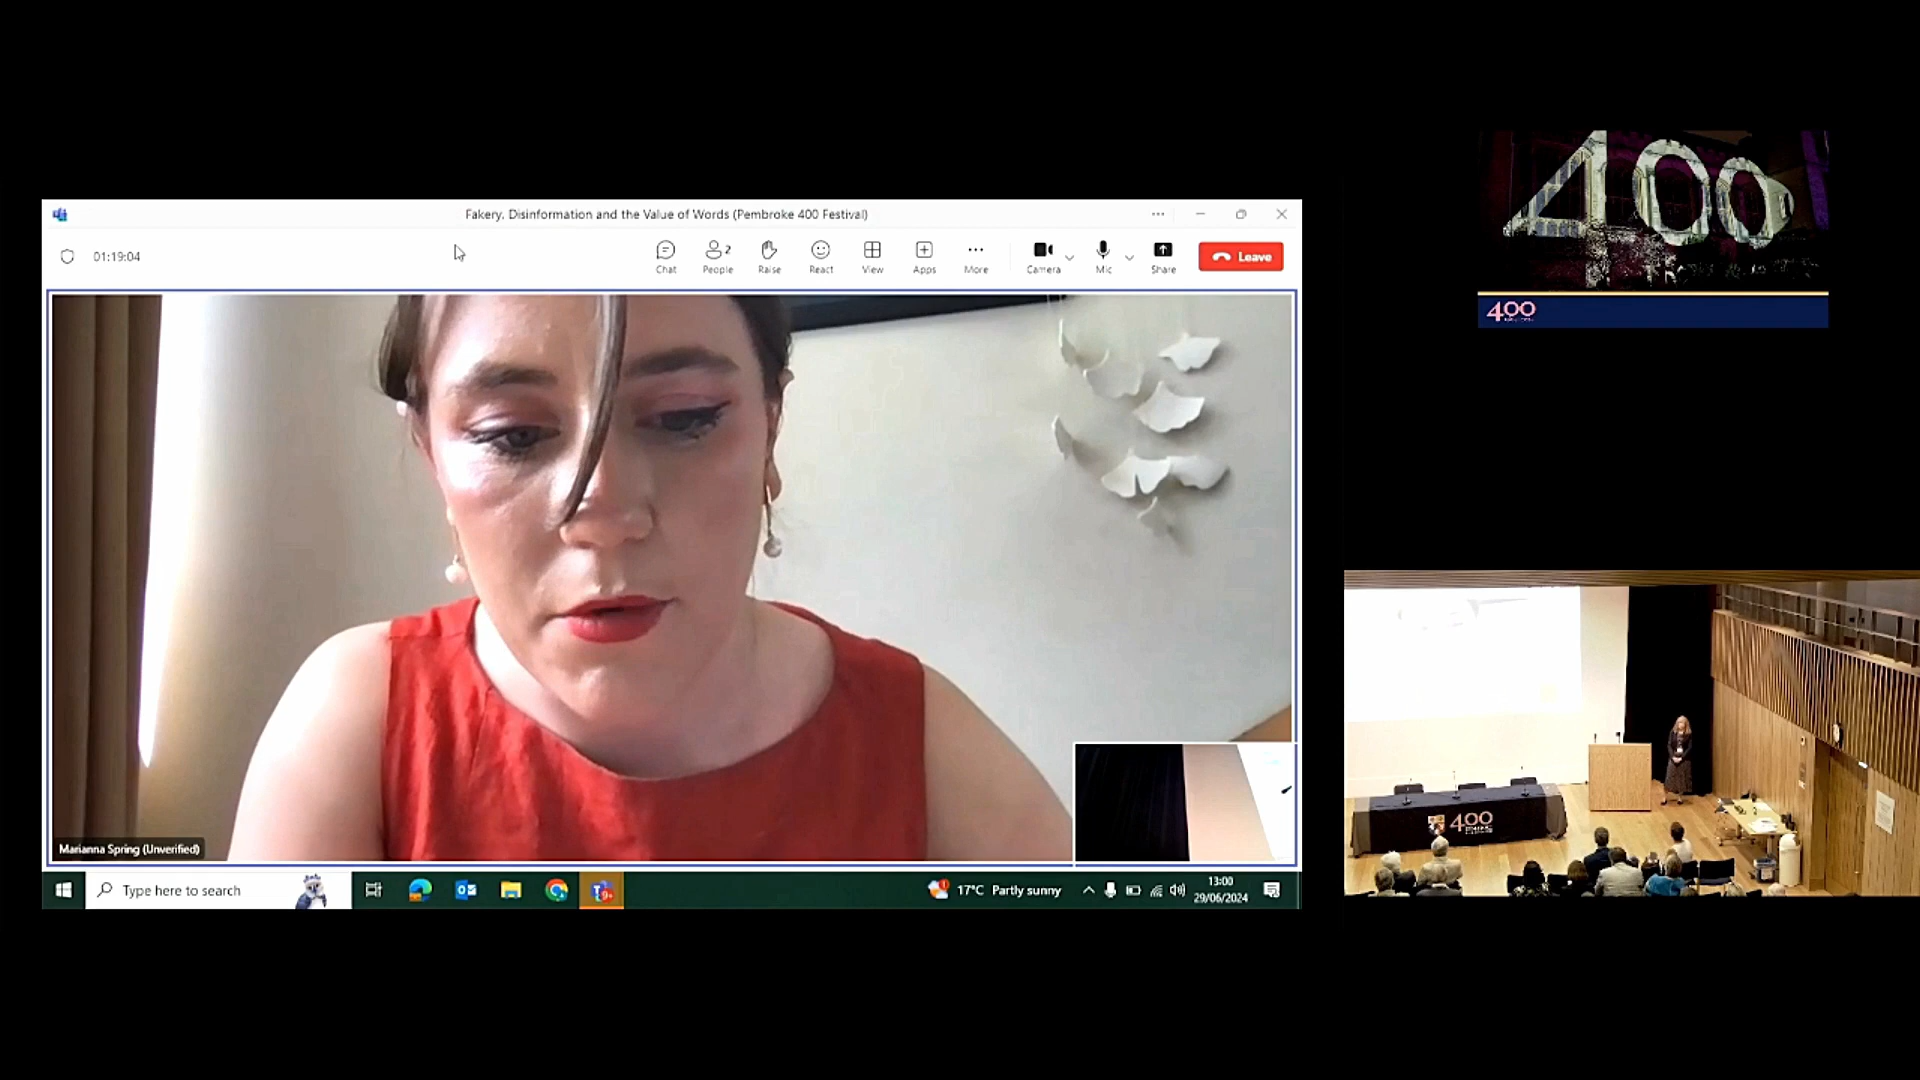 Fakery, Disinformation and the Value of Words (Pembroke 400 Festival)
01:19:04
Chat
People
2
Raise
React
View
Apps
More
Camera
Mic
Share
Leave
Marianna Spring (Unverified)
Type here to search
17°C Partly sunny
13:00
29/06/2024
400
400
400